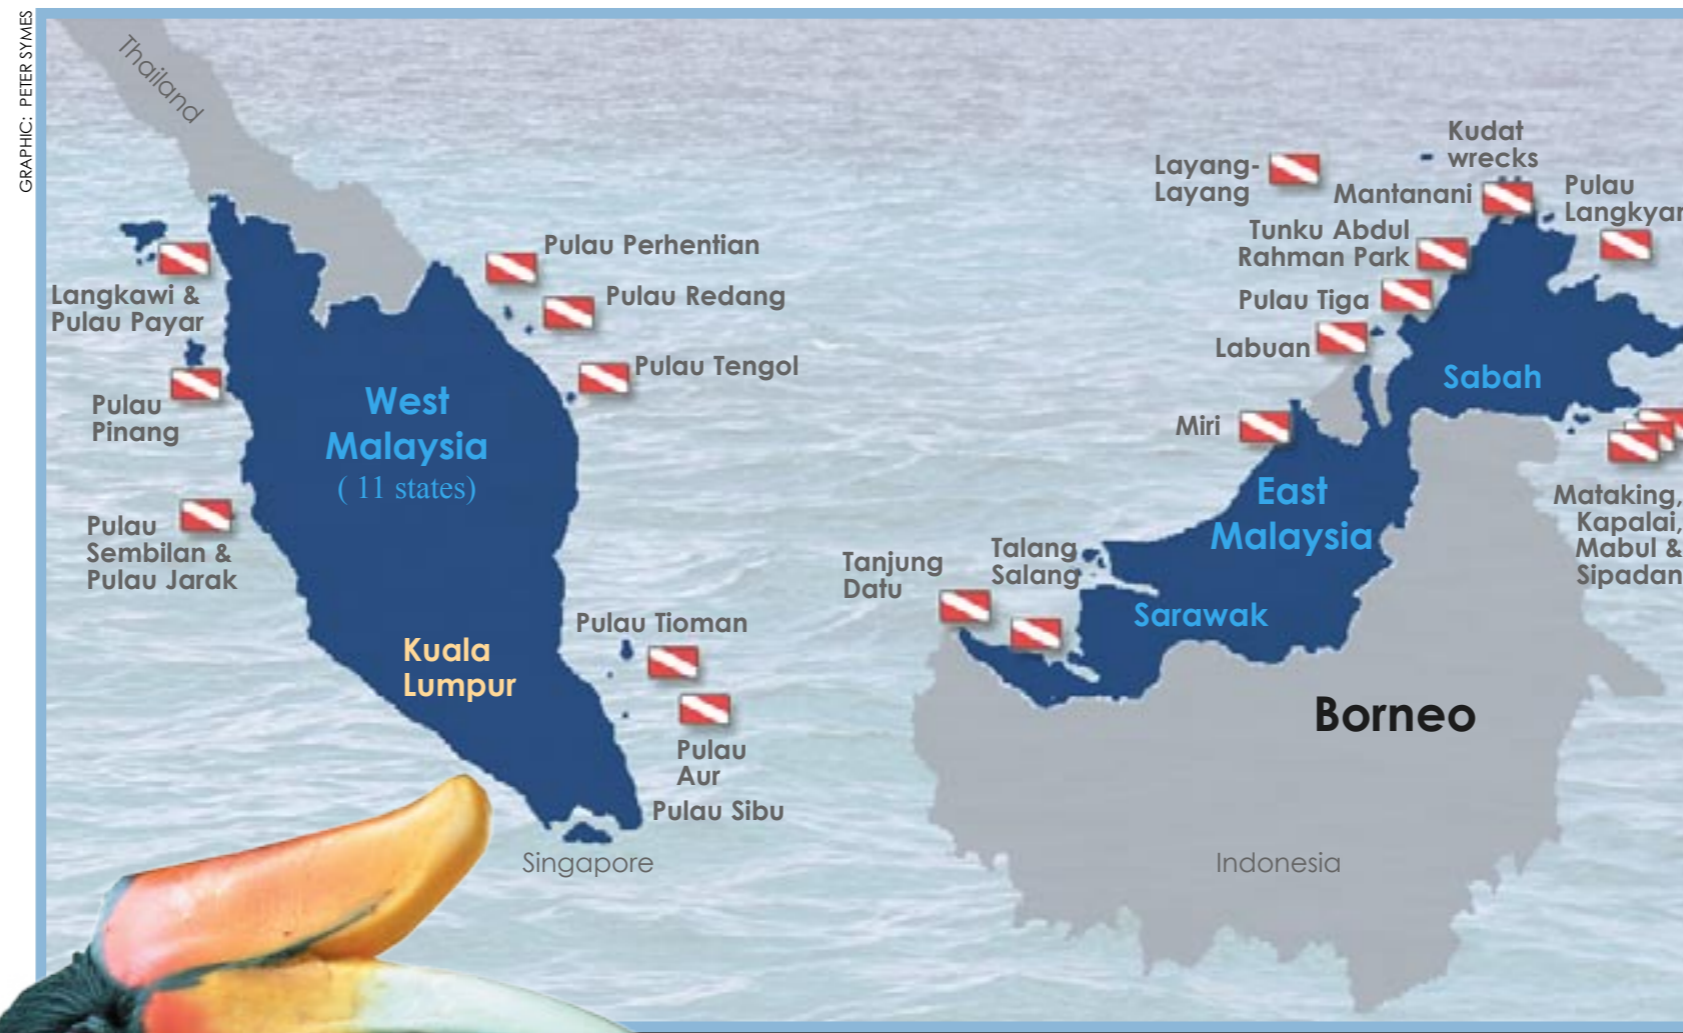 GRAPHIC: PETER SYMES
Thailand
Langkawi &
Pulau Payar
Pulau
Pinang
Pulau
Sembilan &
Pulau Jarak
West
Malaysia
( 11 states)
Kuala
Lumpur
Pulau Perhentian
Pulau Redang
Pulau Tengol
Pulau Tioman
Pulau
Aur
Pulau Sibu
Singapore
Layang-
Layang
Kudat
wrecks
Mantanani
Pulau
Tunku Abdul
Rahman Park
Pulau Tiga
Labuan
Miri
Sabah
East
Malaysia
Sarawak
Tanjung
Datu
Talang
Salang
Mataking,
Kapalai,
Mabul &
Sipadan
Borneo
Indonesia